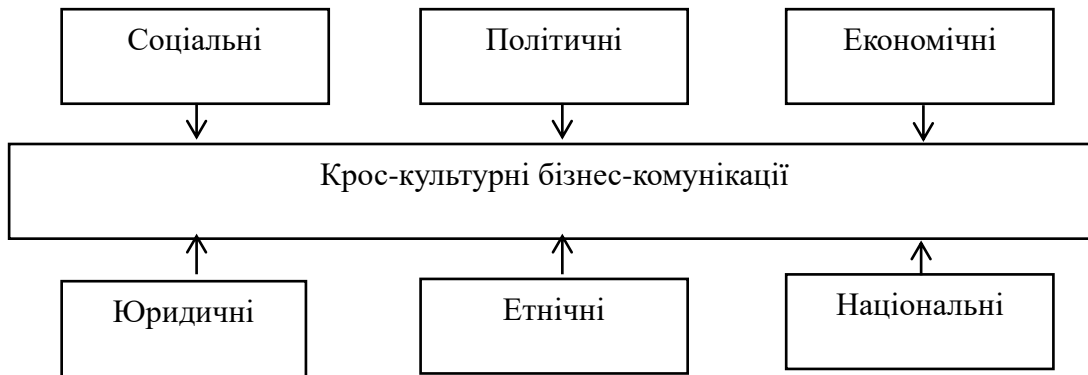 Соціальні
Політичні
Економічні
Крос-культурні бізнес-комунікації
Юридичні
Етнічні
Національні